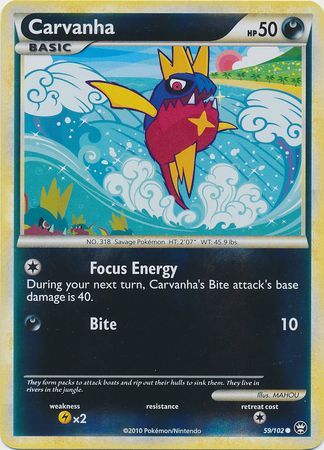 Carvanha HP 50
BASIC
NO. 318 Savage Pokémon HT: 2'07" WT: 45.9 lbs.
Focus Energy
During your next turn, Carvanha's Bite attack's base
damage is 40.
Bite 10
They form packs to attack boats and rip out their hulls to sink them. They live in
rivers in the jungle.
Illus. MAHOU
weakness resistance retreat cost
x2
©2010 Pokémon/Nintendo 59/102